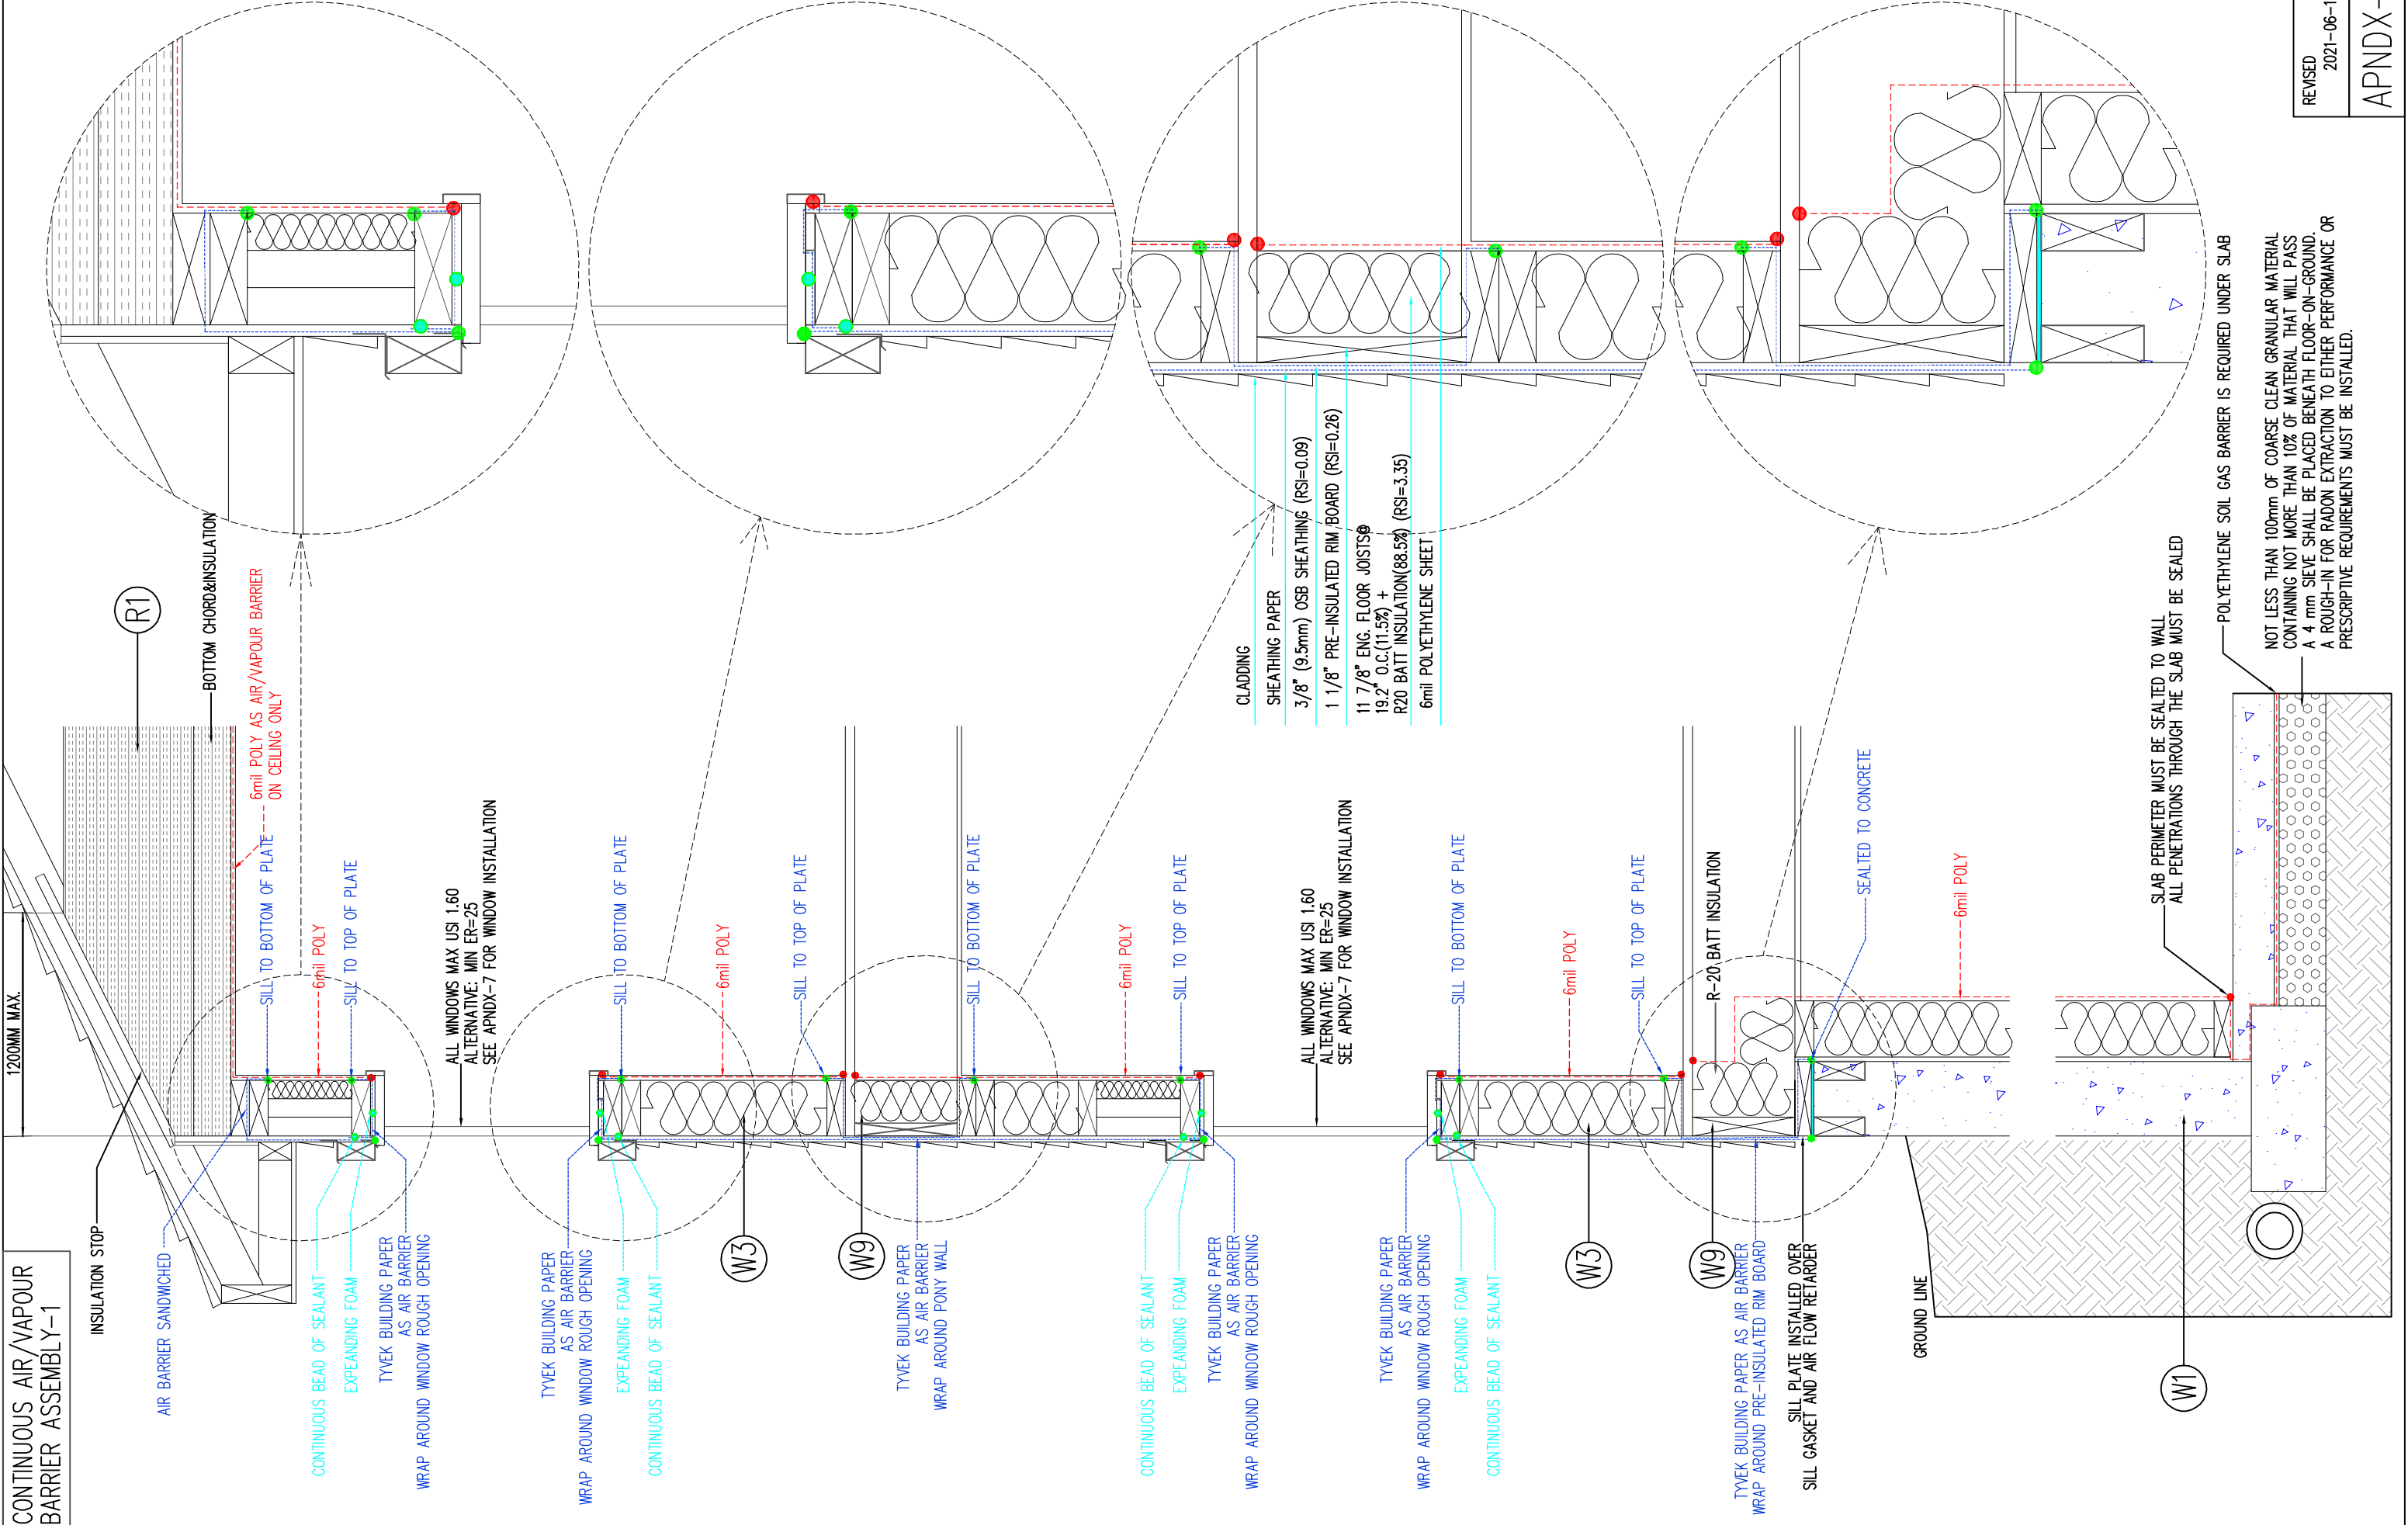 CONTINUOUS AIR/VAPOUR
BARRIER ASSEMBLY-1
1200MM MAX.
INSULATION STOP
R1
BOTTOM CHORD&INSULATION
6mil POLY AS AIR/VAPOUR BARRIER
ON CEILING ONLY
AIR BARRIER SANDWICHED
SILL TO BOTTOM OF PLATE
6mil POLY
SILL TO TOP OF PLATE
CONTINUOUS BEAD OF SEALANT
EXPEANDING FOAM
TYVEK BUILDING PAPER
AS AIR BARRIER
WRAP AROUND WINDOW ROUGH OPENING
ALL WINDOWS MAX USI 1.60
ALTERNATIVE: MIN ER=25
SEE APNDX-7 FOR WINDOW INSTALLATION
TYVEK BUILDING PAPER
AS AIR BARRIER
WRAP AROUND WINDOW ROUGH OPENING
EXPEANDING FOAM
CONTINUOUS BEAD OF SEALANT
SILL TO BOTTOM OF PLATE
6mil POLY
W3
SILL TO TOP OF PLATE
W9
TYVEK BUILDING PAPER
AS AIR BARRIER
WRAP AROUND PONY WALL
SILL TO BOTTOM OF PLATE
6mil POLY
SILL TO TOP OF PLATE
CONTINUOUS BEAD OF SEALANT
EXPEANDING FOAM
TYVEK BUILDING PAPER
AS AIR BARRIER
WRAP AROUND WINDOW ROUGH OPENING
CLADDING
SHEATHING PAPER
3/8" (9.5mm) OSB SHEATHING (RSI=0.09)
1 1/8" PRE-INSULATED RIM BOARD (RSI=0.26)
11 7/8" ENG. FLOOR JOISTS@
19.2" O.C.(11.5%) +
R20 BATT INSULATION(88.5%) (RSI=3.35)
6mil POLYETHYLENE SHEET
ALL WINDOWS MAX USI 1.60
ALTERNATIVE: MIN ER=25
SEE APNDX-7 FOR WINDOW INSTALLATION
TYVEK BUILDING PAPER
AS AIR BARRIER
WRAP AROUND WINDOW ROUGH OPENING
EXPEANDING FOAM
CONTINUOUS BEAD OF SEALANT
SILL TO BOTTOM OF PLATE
6mil POLY
W3
SILL TO TOP OF PLATE
R-20 BATT INSULATION
W9
TYVEK BUILDING PAPER AS AIR BARRIER
WRAP AROUND PRE-INSULATED RIM BOARD
SILL PLATE INSTALLED OVER
SILL GASKET AND AIR FLOW RETARDER
SEALTED TO CONCRETE
GROUND LINE
6mil POLY
W1
SLAB PERIMETER MUST BE SEALTED TO WALL
ALL PENETRATIONS THROUGH THE SLAB MUST BE SEALED
POLYETHYLENE SOIL GAS BARRIER IS REQUIRED UNDER SLAB
NOT LESS THAN 100mm OF COARSE CLEAN GRANULAR MATERIAL
CONTAINING NOT MORE THAN 10% OF MATERIAL THAT WILL PASS
A 4 mm SIEVE SHALL BE PLACED BENEATH FLOOR-ON-GROUND.
A ROUGH-IN FOR RADON EXTRACTION TO EITHER PERFORMANCE OR
PRESCRIPTIVE REQUIREMENTS MUST BE INSTALLED.
REVISED
2021-06-1
APNDX-